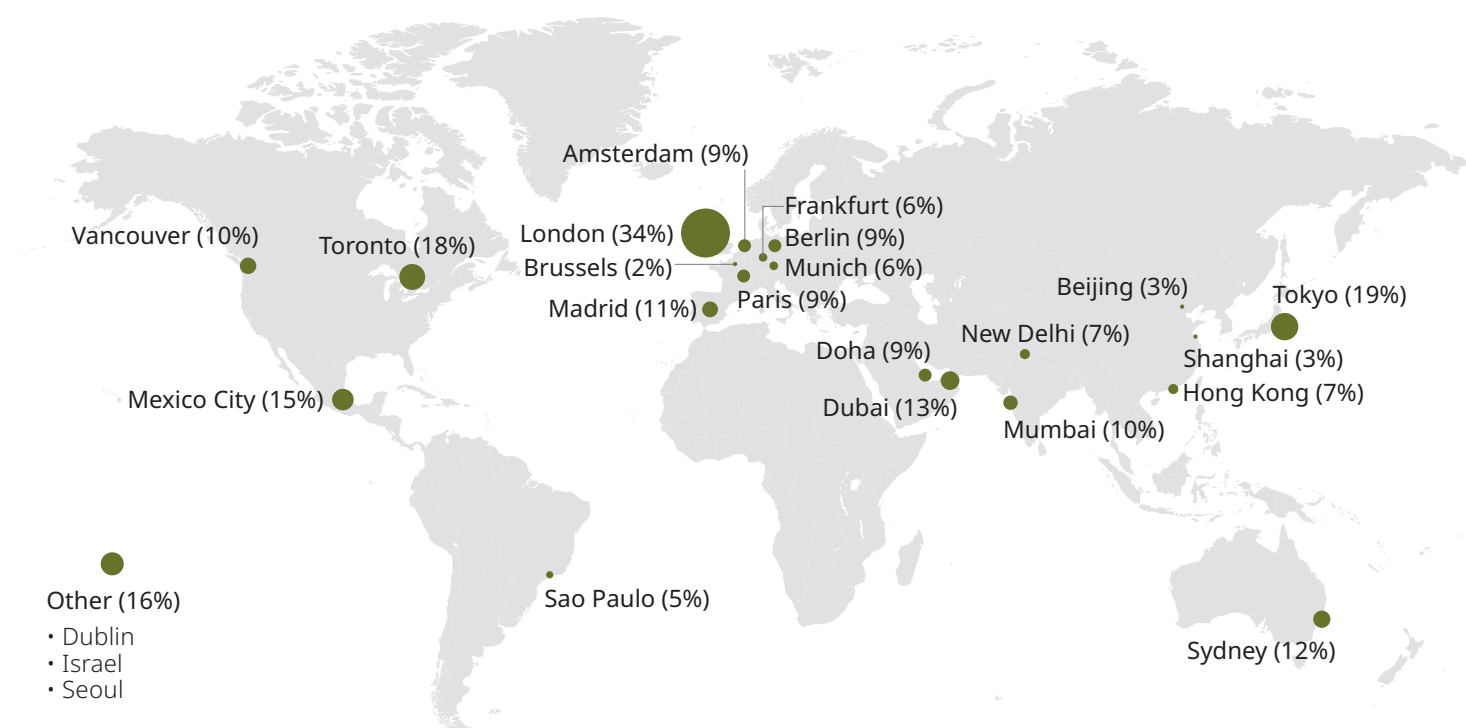 Amsterdam (9%)
Frankfurt (6%)
Vancouver (10%)
Toronto (18%)
London (34%)
Berlin (9%)
Brussels (2%)
Munich (6%)
Madrid (11%)
Paris (9%)
Beijing (3%)
Tokyo (19%)
New Delhi (7%)
Doha (9%)
Shanghai (3%)
Hong Kong (7%)
Mexico City (15%)
Dubai (13%)
Mumbai (10%)
Other (16%)
• Dublin
• Israel
• Seoul
Sao Paulo (5%)
Sydney (12%)